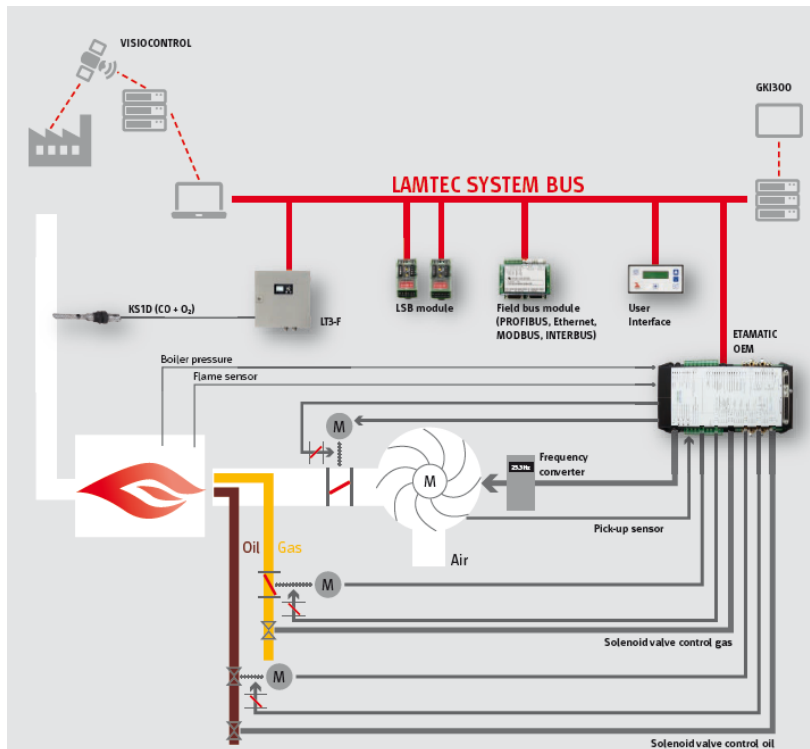 VISIOCONTROL
GKI300
LAMTEC SYSTEM BUS
KS1D (CO + O₂)
LT3-F
LSB module
Field bus module
(PROFIBUS, Ethernet,
MODBUS, INTERBUS)
User
Interface
ETAMATIC
OEM
Boiler pressure
Flame sensor
M
M
Frequency
converter
Pick-up sensor
Oil
Gas
Air
M
Solenoid valve control gas
M
Solenoid valve control oil